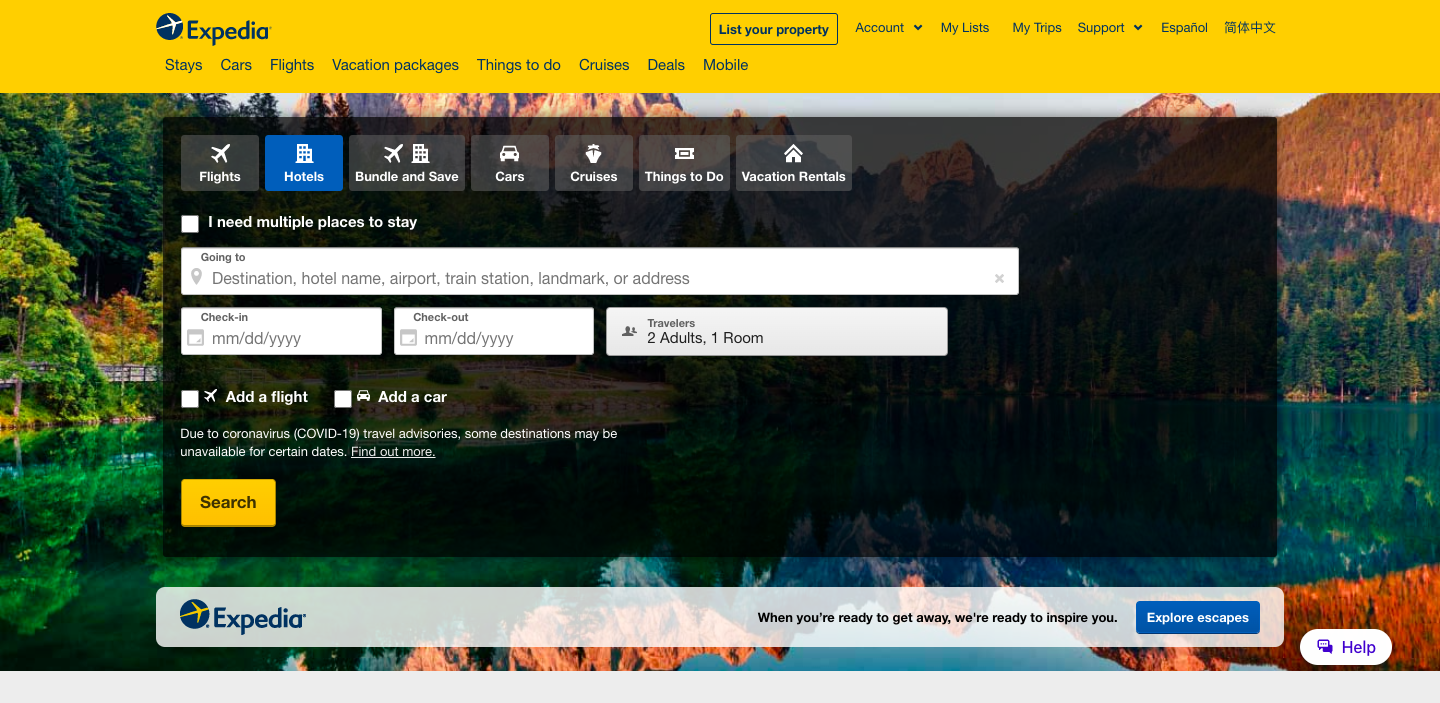 Expedia
List your property
Account
My Lists
My Trips
Support
Español
简体中文
Stays
Cars
Flights
Vacation packages
Things to do
Cruises
Deals
Mobile
Flights
Hotels
Bundle and Save
Cars
Cruises
Things to Do
Vacation Rentals
I need multiple places to stay
Going to
Destination, hotel name, airport, train station, landmark, or address
Check-in
mm/dd/yyyy
Check-out
mm/dd/yyyy
Travelers
2 Adults, 1 Room
Add a flight
Add a car
Due to coronavirus (COVID-19) travel advisories, some destinations may be
unavailable for certain dates. Find out more.
Search
Expedia
When you’re ready to get away, we're ready to inspire you.
Explore escapes
Help